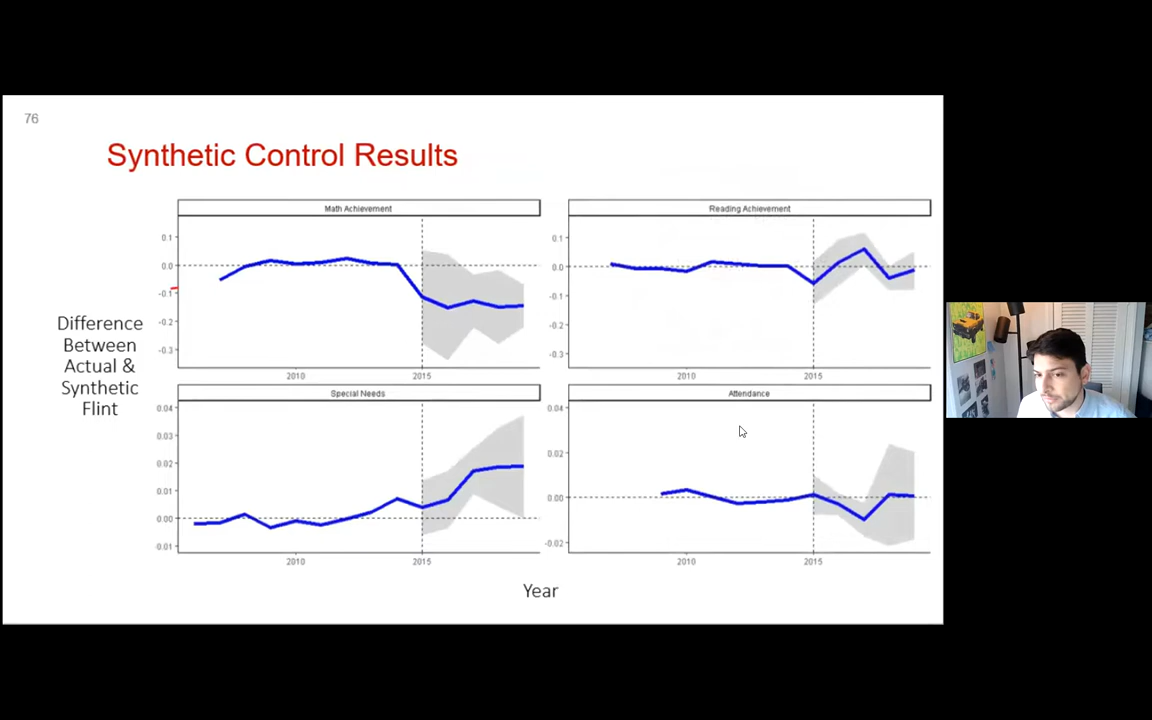 76
Synthetic Control Results
Math Achievement
0.1
0.0
-0.1
-0.2
-0.3
2010
2015
Reading Achievement
0.1
0.0
-0.1
-0.2
-0.3
2010
2015
Difference
Between
Actual &
Synthetic
Flint
Special Needs
0.04
0.03
0.02
0.01
0.00
0.01
2010
2015
Attendance
0.04
0.02
0.00
-0.02
2010
2015
Year